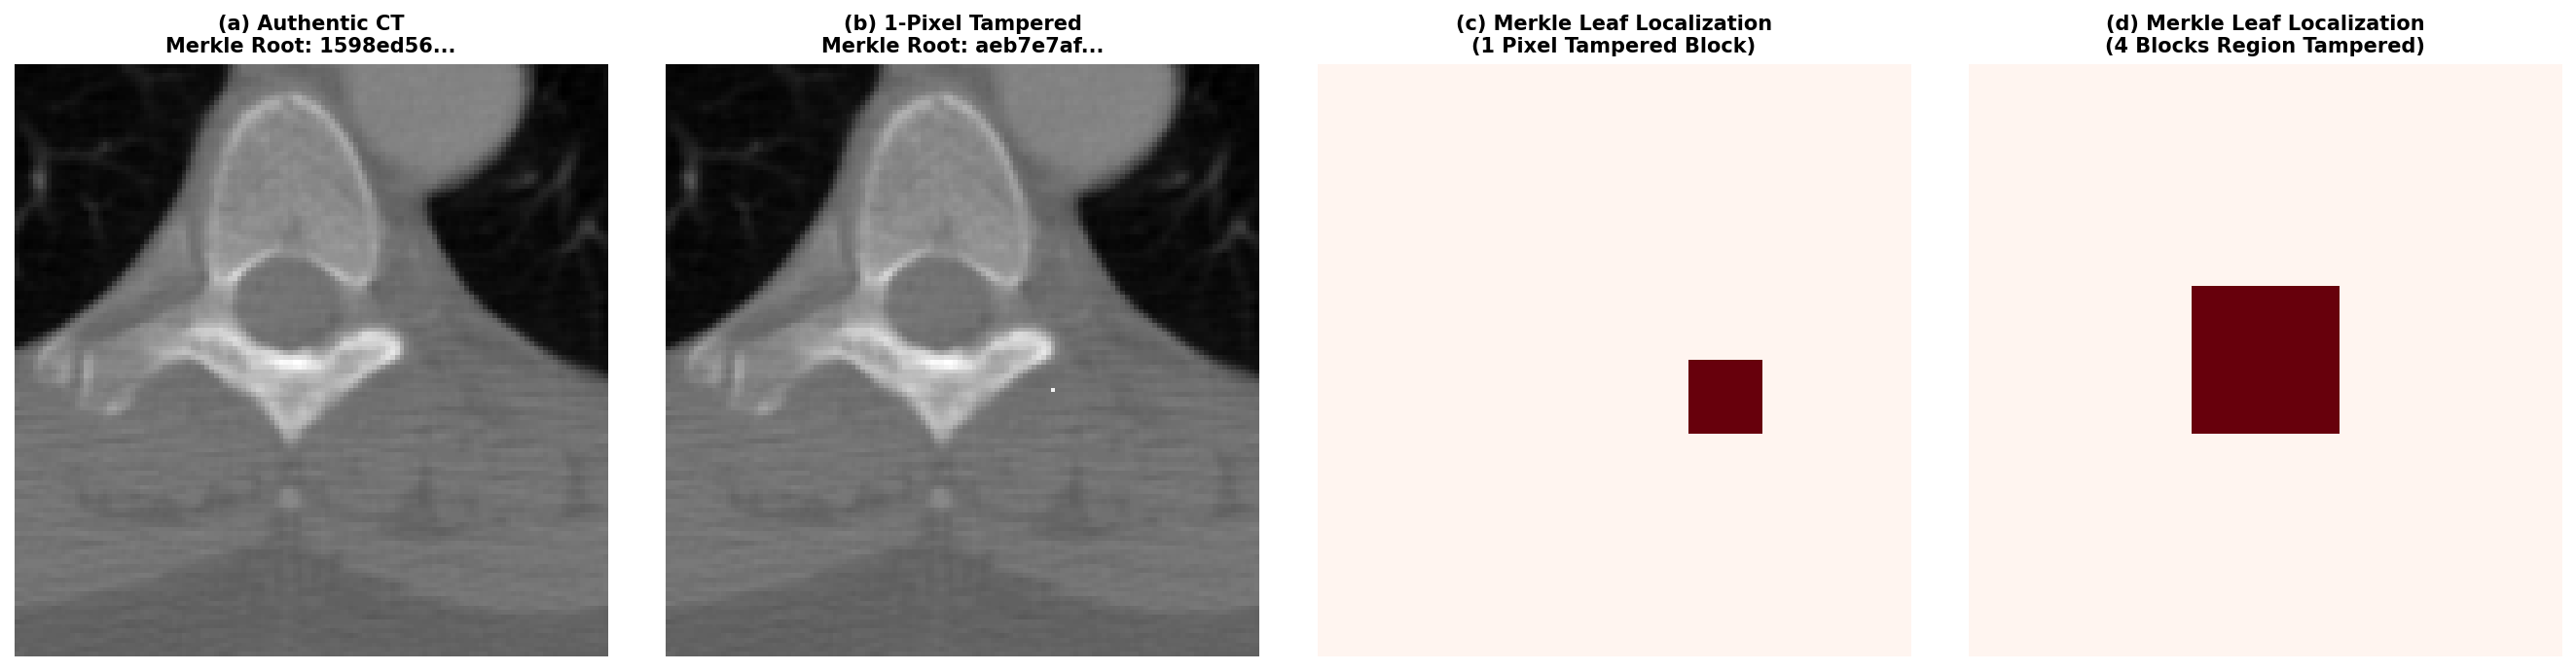 (a) Authentic CT
Merkle Root: 1598ed56...
(b) 1-Pixel Tampered
Merkle Root: aeb7e7af...
(c) Merkle Leaf Localization
(1 Pixel Tampered Block)
(d) Merkle Leaf Localization
(4 Blocks Region Tampered)